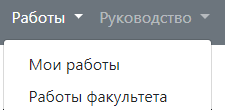 Работы Руководство
Мои работы
Работы факультета